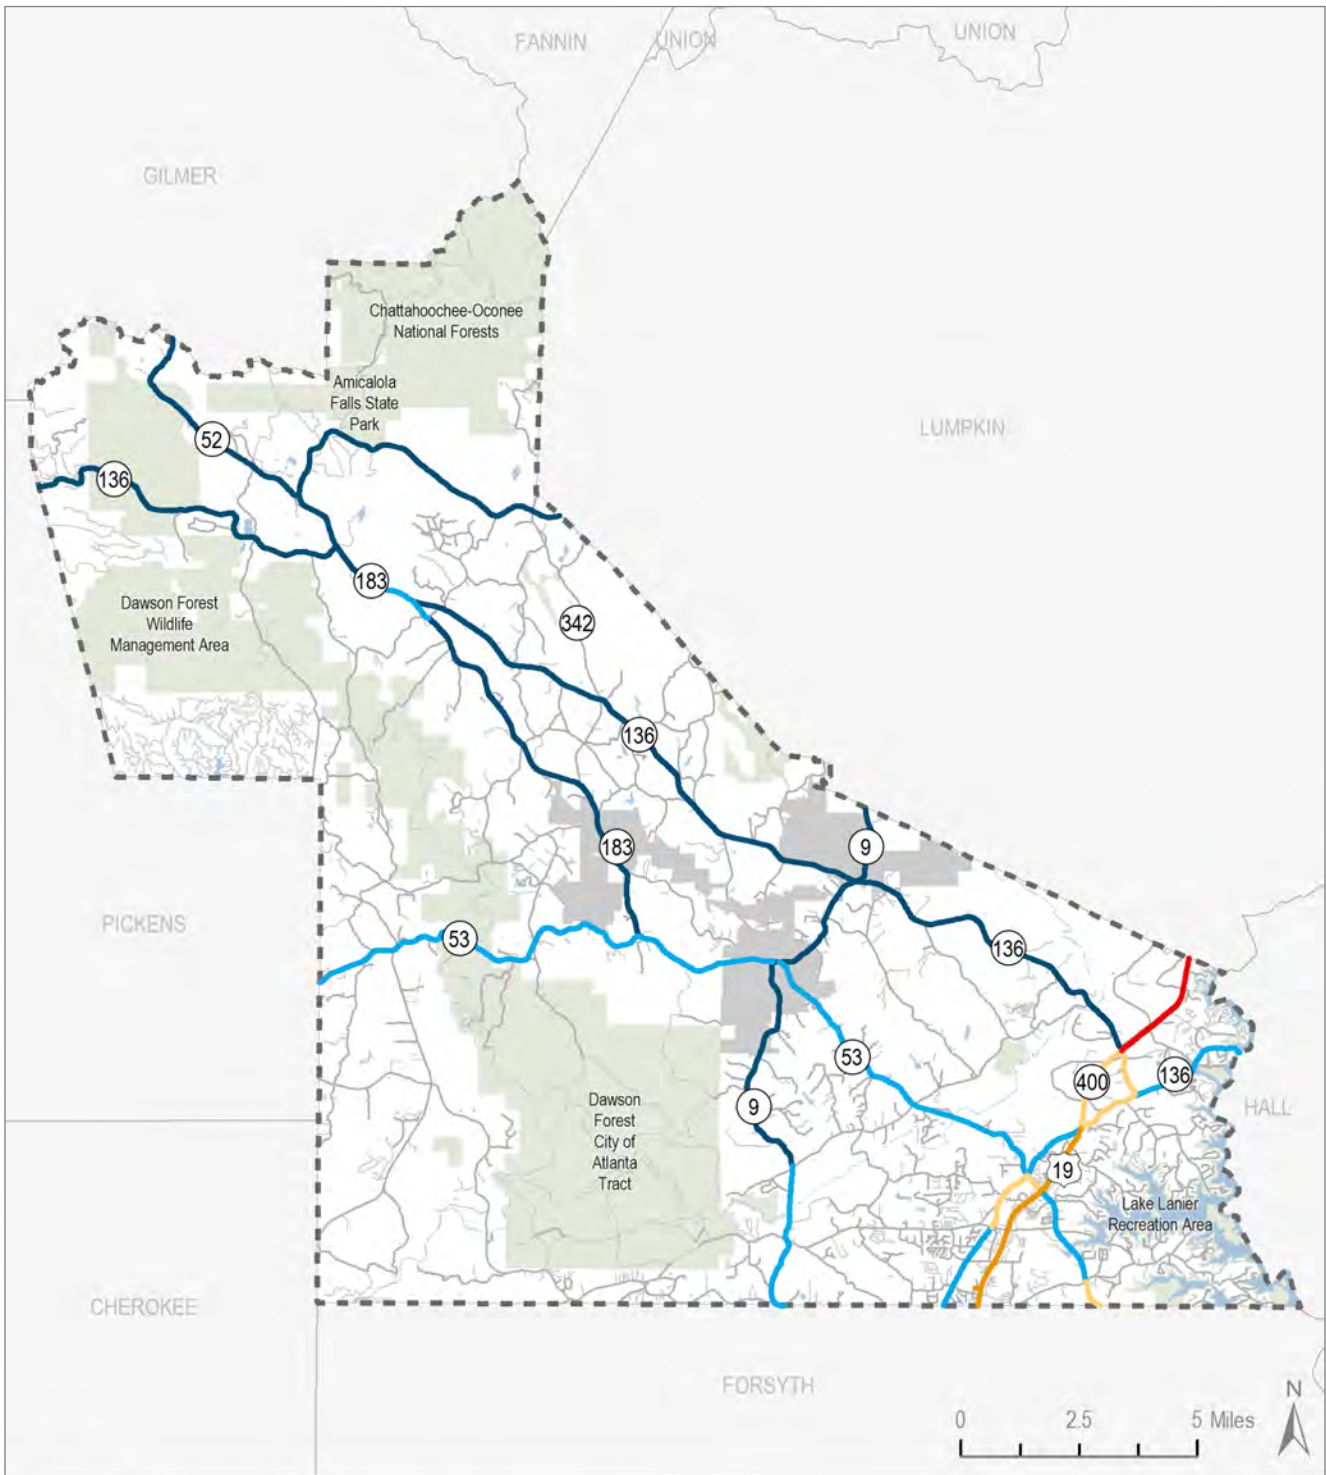 FANNIN
UNION
UNION
GILMER
Chattahoochee-Oconee
National Forests
Amicalola
Falls State
Park
LUMPKIN
52
136
183
Dawson Forest
Wildlife
Management Area
342
136
183
9
PICKENS
53
136
53
400
136
9
Dawson
Forest
City of
Atlanta
Tract
HALL
19
Lake Lanier
Recreation Area
CHEROKEE
FORSYTH
N
0 2.5 5 Miles